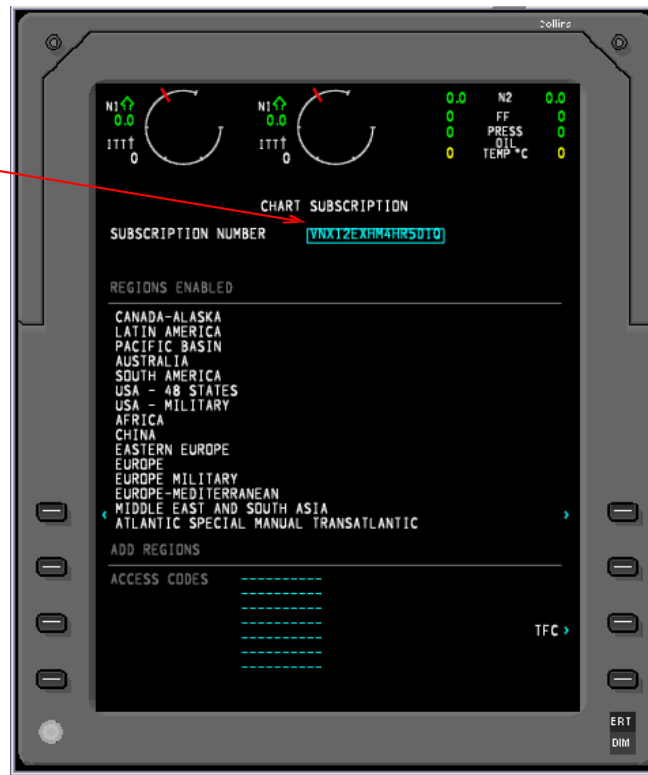 Collins
N1 N1 0.0 N2 0.0
0.0 0.0 0 FF 0
ITT ITT 0 PRESS 0
OIL
0 0 0 TEMP °C 0
CHART SUBSCRIPTION
SUBSCRIPTION NUMBER VNX12EXHM4HR5D1Q
REGIONS ENABLED
CANADA-ALASKA
LATIN AMERICA
PACIFIC BASIN
AUSTRALIA
SOUTH AMERICA
USA - 48 STATES
USA - MILITARY
AFRICA
CHINA
EASTERN EUROPE
EUROPE
EUROPE MILITARY
EUROPE-MEDITERRANEAN
MIDDLE EAST AND SOUTH ASIA
ATLANTIC SPECIAL MANUAL TRANSATLANTIC
ADD REGIONS
ACCESS CODES ----------
----------
----------
----------
TFC
----------
----------
----------
ERT
DIM